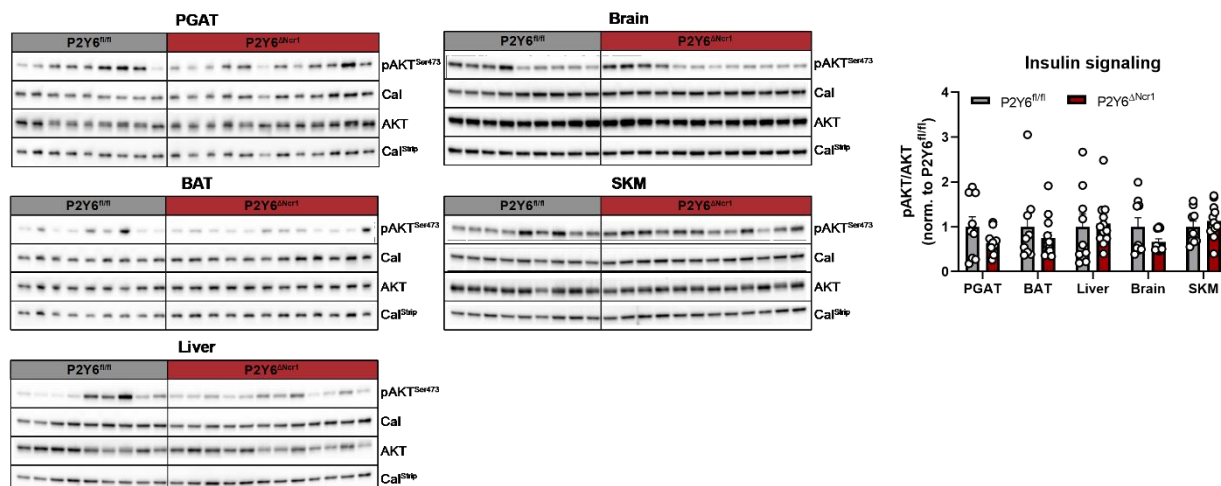 PGAT
P2Y6fl/fl P2Y6ΔNcr1
pAKTSer473
Cal
AKT
CalStrip
Brain
P2Y6fl/fl P2Y6ΔNcr1
pAKTSer473
Cal
AKT
CalStrip
BAT
P2Y6fl/fl P2Y6ΔNcr1
pAKTSer473
Cal
AKT
CalStrip
SKM
P2Y6fl/fl P2Y6ΔNcr1
pAKTSer473
Cal
AKT
CalStrip
Liver
P2Y6fl/fl P2Y6ΔNcr1
pAKTSer473
Cal
AKT
CalStrip
Insulin signaling
P2Y6fl/fl P2Y6ΔNcr1
pAKT/AKT
(norm. to P2Y6fl/fl)
4
3
2
1
0
PGAT BAT Liver Brain SKM